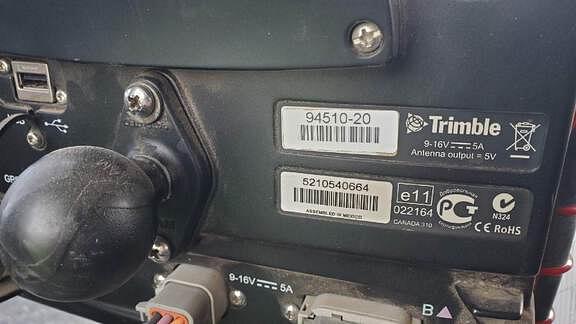 94510-20
Trimble
9-16V ⎓ 5A
Antenna output = 5V
5210540664
ASSEMBLED IN MEXICO
e11
022164
CANADA 310
N324
CE RoHS
GP
9-16V ⎓ 5A
B